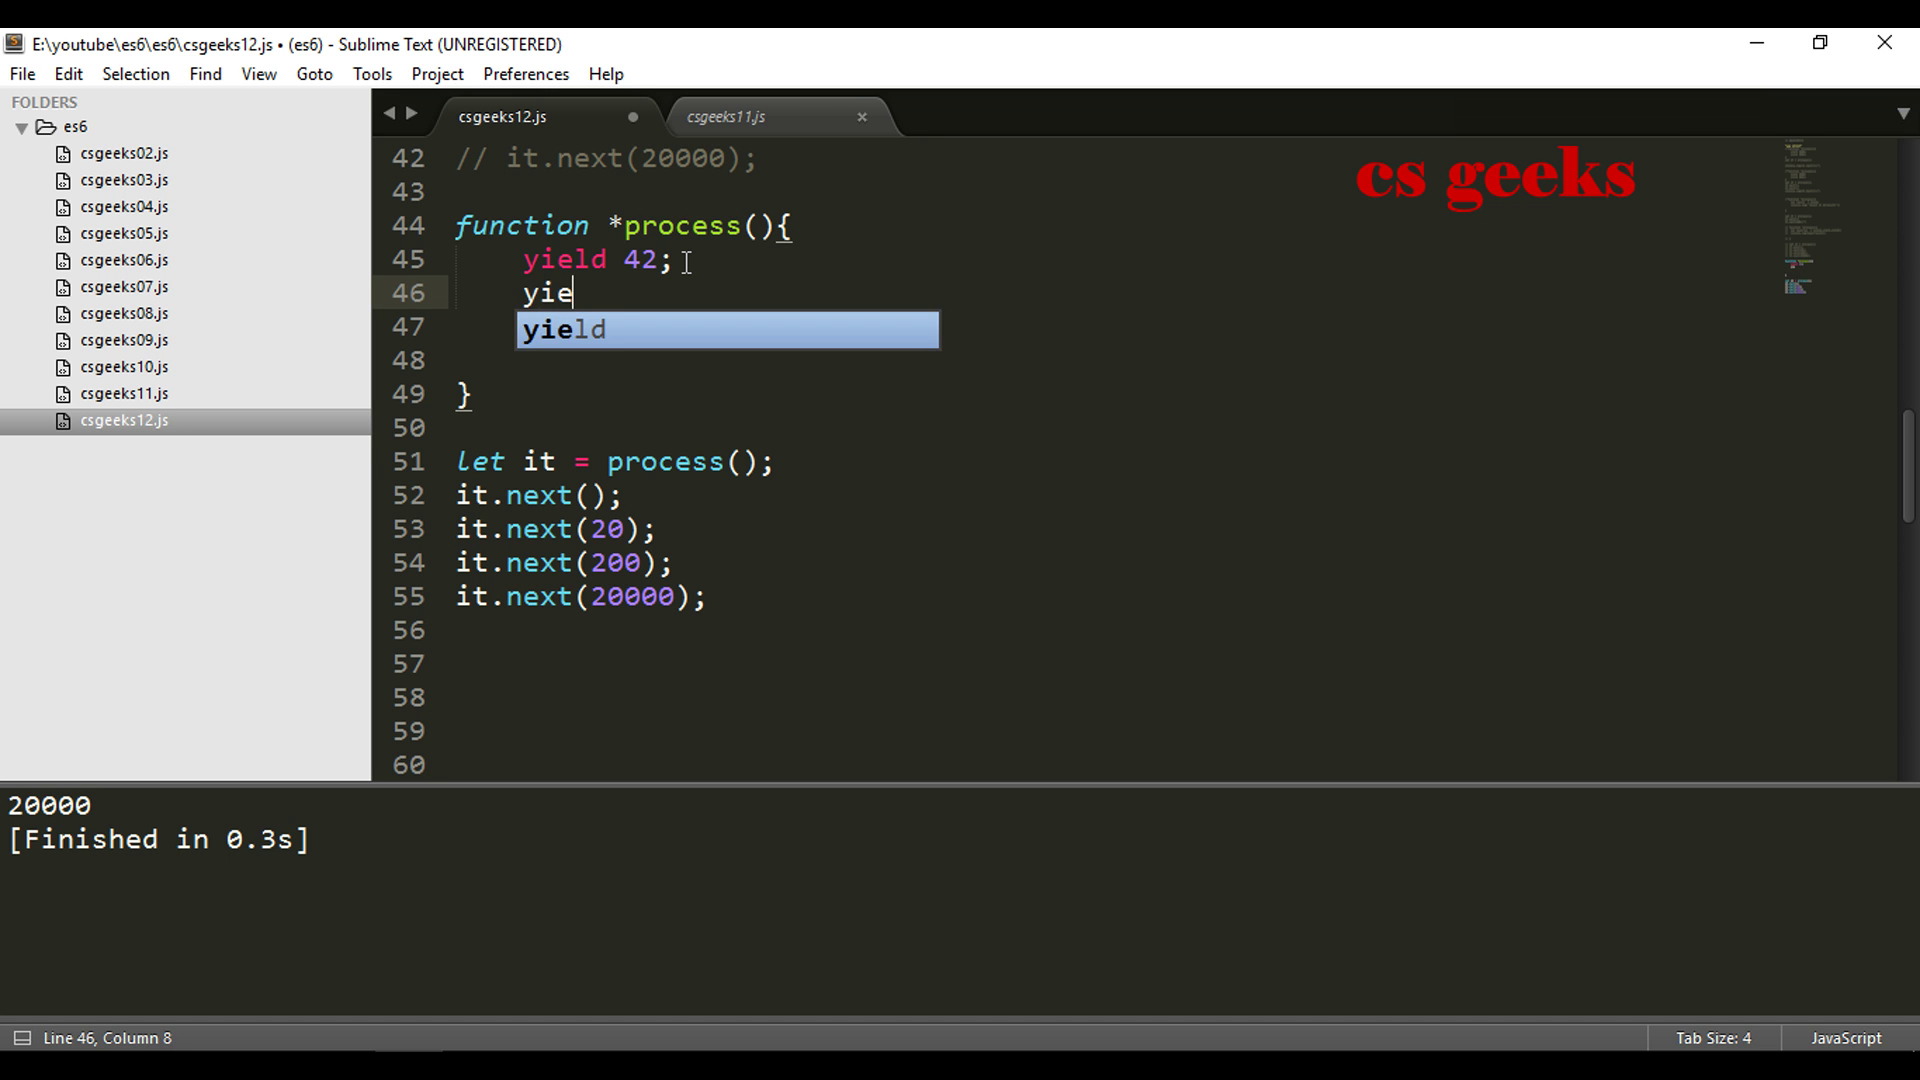 E:\youtube\es6\es6\csgeeks12.js • (es6) - Sublime Text (UNREGISTERED)
File Edit Selection Find View Goto Tools Project Preferences Help
FOLDERS
es6
csgeeks02.js
csgeeks03.js
csgeeks04.js
csgeeks05.js
csgeeks06.js
csgeeks07.js
csgeeks08.js
csgeeks09.js
csgeeks10.js
csgeeks11.js
csgeeks12.js
csgeeks12.js csgeeks11.js
cs geeks
42 // it.next(20000);
43
44 function *process(){
45 yield 42;
46 yie
yield
47
48
49 }
50
51 let it = process();
52 it.next();
53 it.next(20);
54 it.next(200);
55 it.next(20000);
56
57
58
59
60
20000
[Finished in 0.3s]
Line 46, Column 8 Tab Size: 4 JavaScript